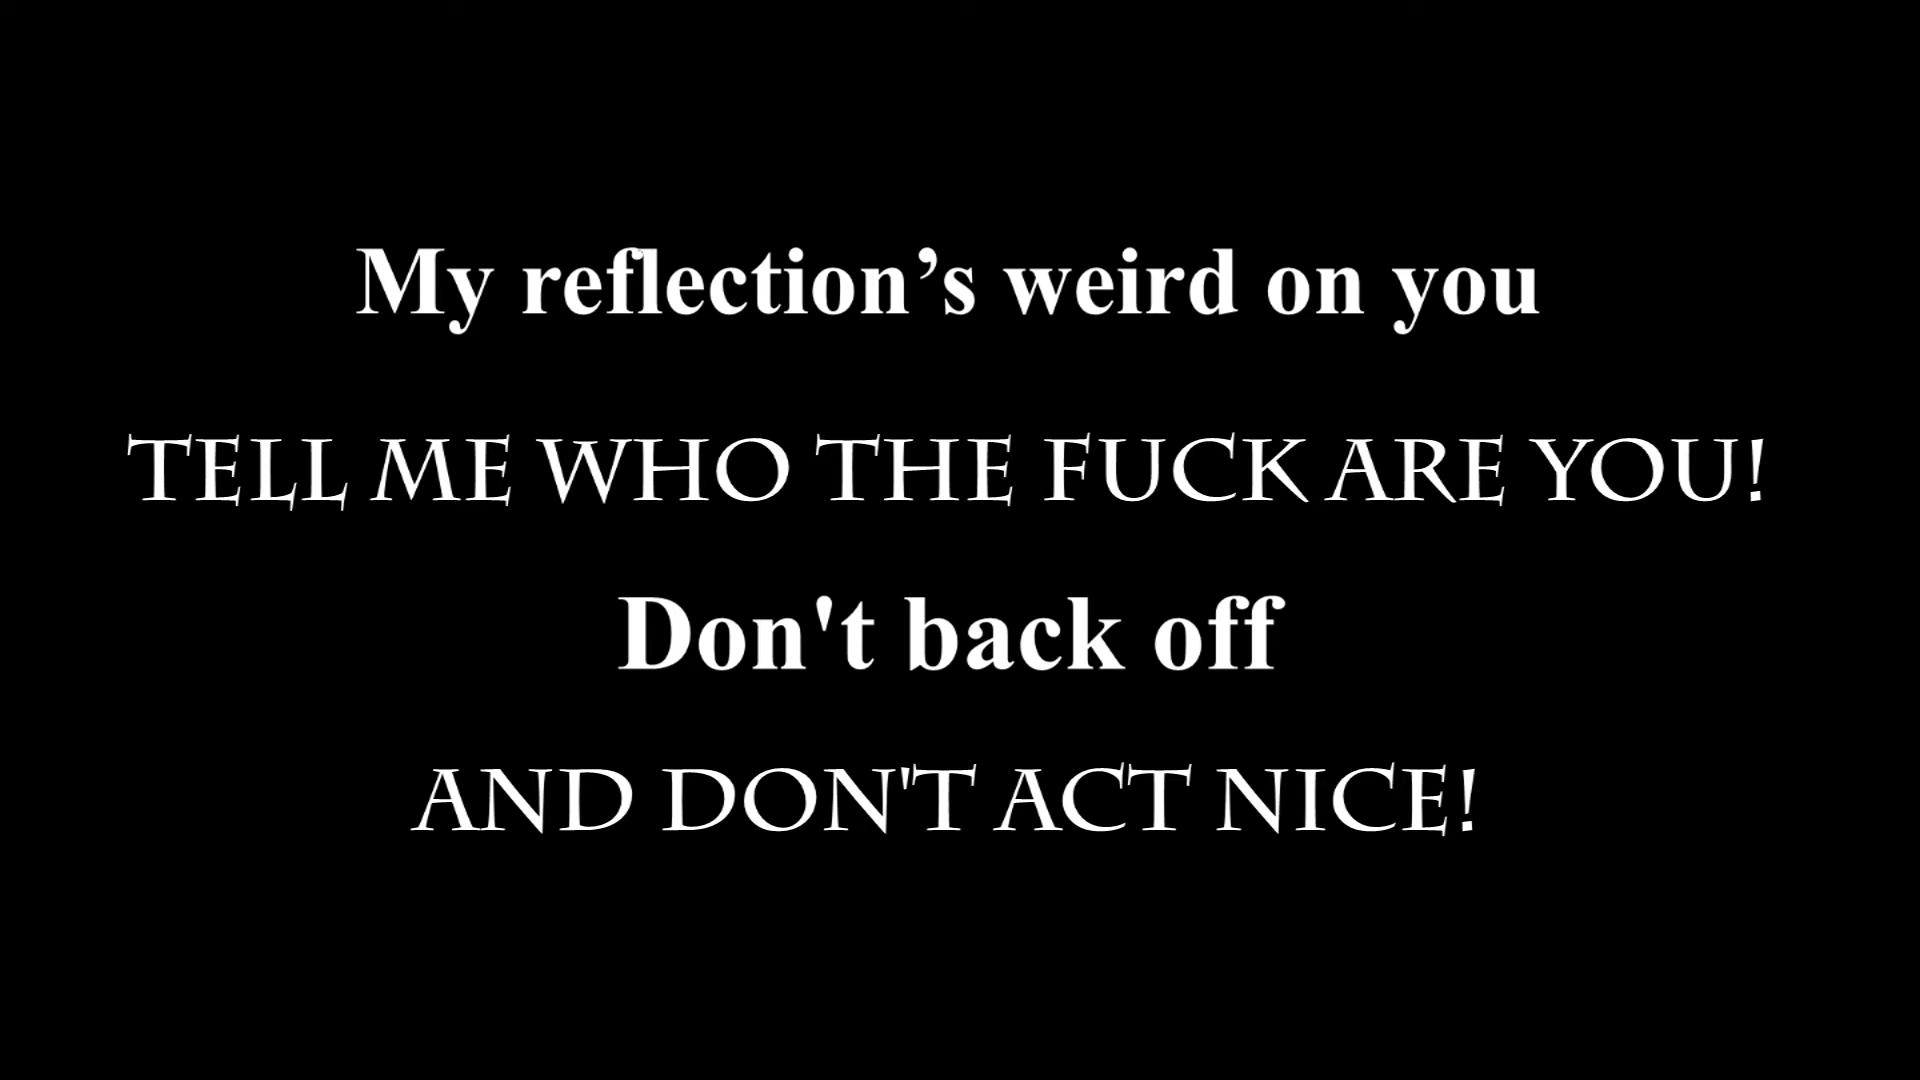 My reflection’s weird on you
TELL ME WHO THE FUCK ARE YOU!
Don't back off
AND DON'T ACT NICE!